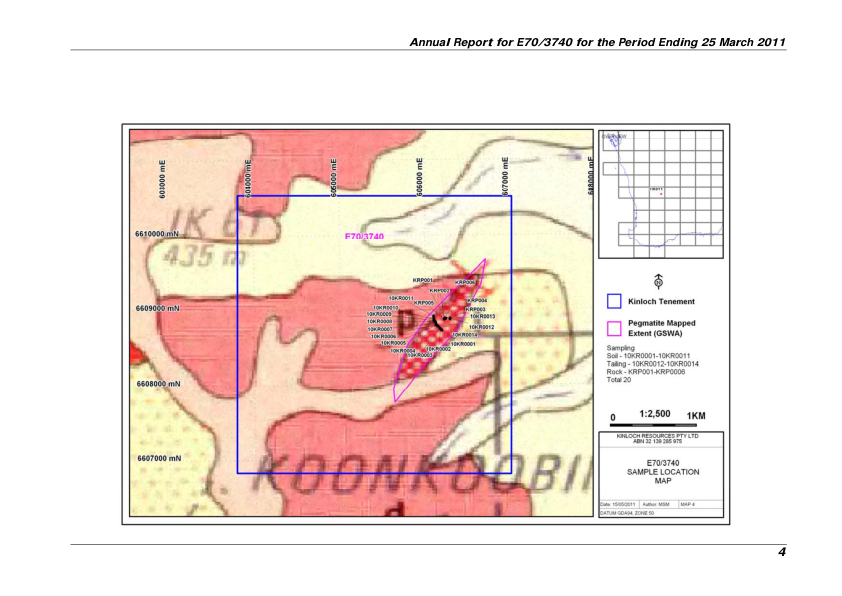 Annual Report for E70/3740 for the Period Ending 25 March 2011
603000 mE
604000 mE
605000 mE
606000 mE
607000 mE
608000 mE
6610000 mN
6609000 mN
6608000 mN
6607000 mN
435 m
E70/3740
KRP001
KRP006
KRP002
10KR0011
KRP005
KRP004
10KR0010
KRP003
10KR0009
10KR0013
10KR0008
10KR0012
10KR0007
10KR0014
10KR0006
10KR0005
10KR0001
10KR0004
10KR0002
10KR0003
P
KOONKOOBI
OVERVIEW
N
Kinloch Tenement
Pegmatite Mapped
Extent (GSWA)
Sampling
Soil - 10KR0001-10KR0011
Tailing - 10KR0012-10KR0014
Rock - KRP001-KRP0006
Total 20
0 1:2,500 1KM
KINLOCH RESOURCES PTY LTD
ABN 32 139 285 975
E70/3740
SAMPLE LOCATION
MAP
Date: 15/05/2011 Author: MSM MAP 4
DATUM GDA94, ZONE 50
4